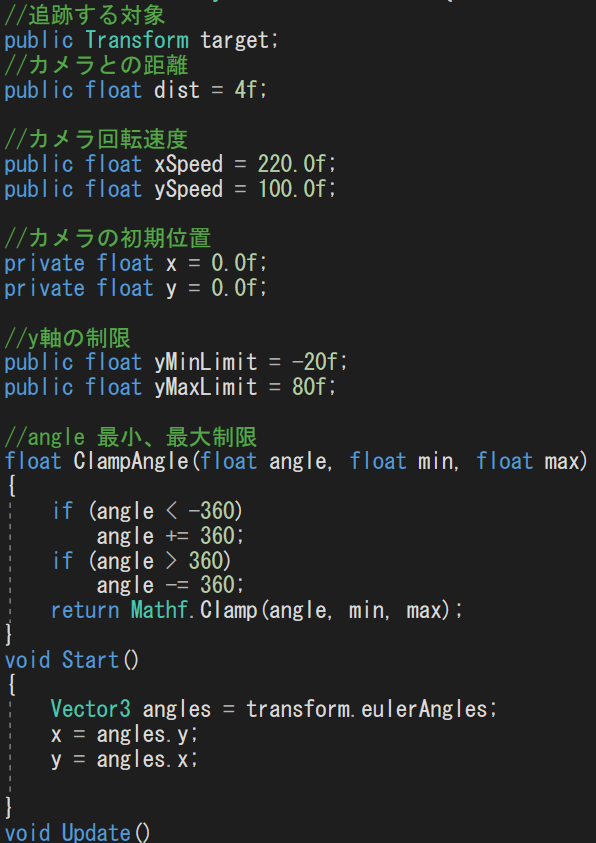 //追跡する対象
public Transform target;
//カメラとの距離
public float dist = 4f;
//カメラ回転速度
public float xSpeed = 220.0f;
public float ySpeed = 100.0f;
//カメラの初期位置
private float x = 0.0f;
private float y = 0.0f;
//y軸の制限
public float yMinLimit = -20f;
public float yMaxLimit = 80f;
//angle 最小、最大制限
float ClampAngle(float angle, float min, float max)
{
if (angle < -360)
angle += 360;
if (angle > 360)
angle -= 360;
return Mathf.Clamp(angle, min, max);
}
void Start()
{
Vector3 angles = transform.eulerAngles;
x = angles.y;
y = angles.x;
}
void Update()